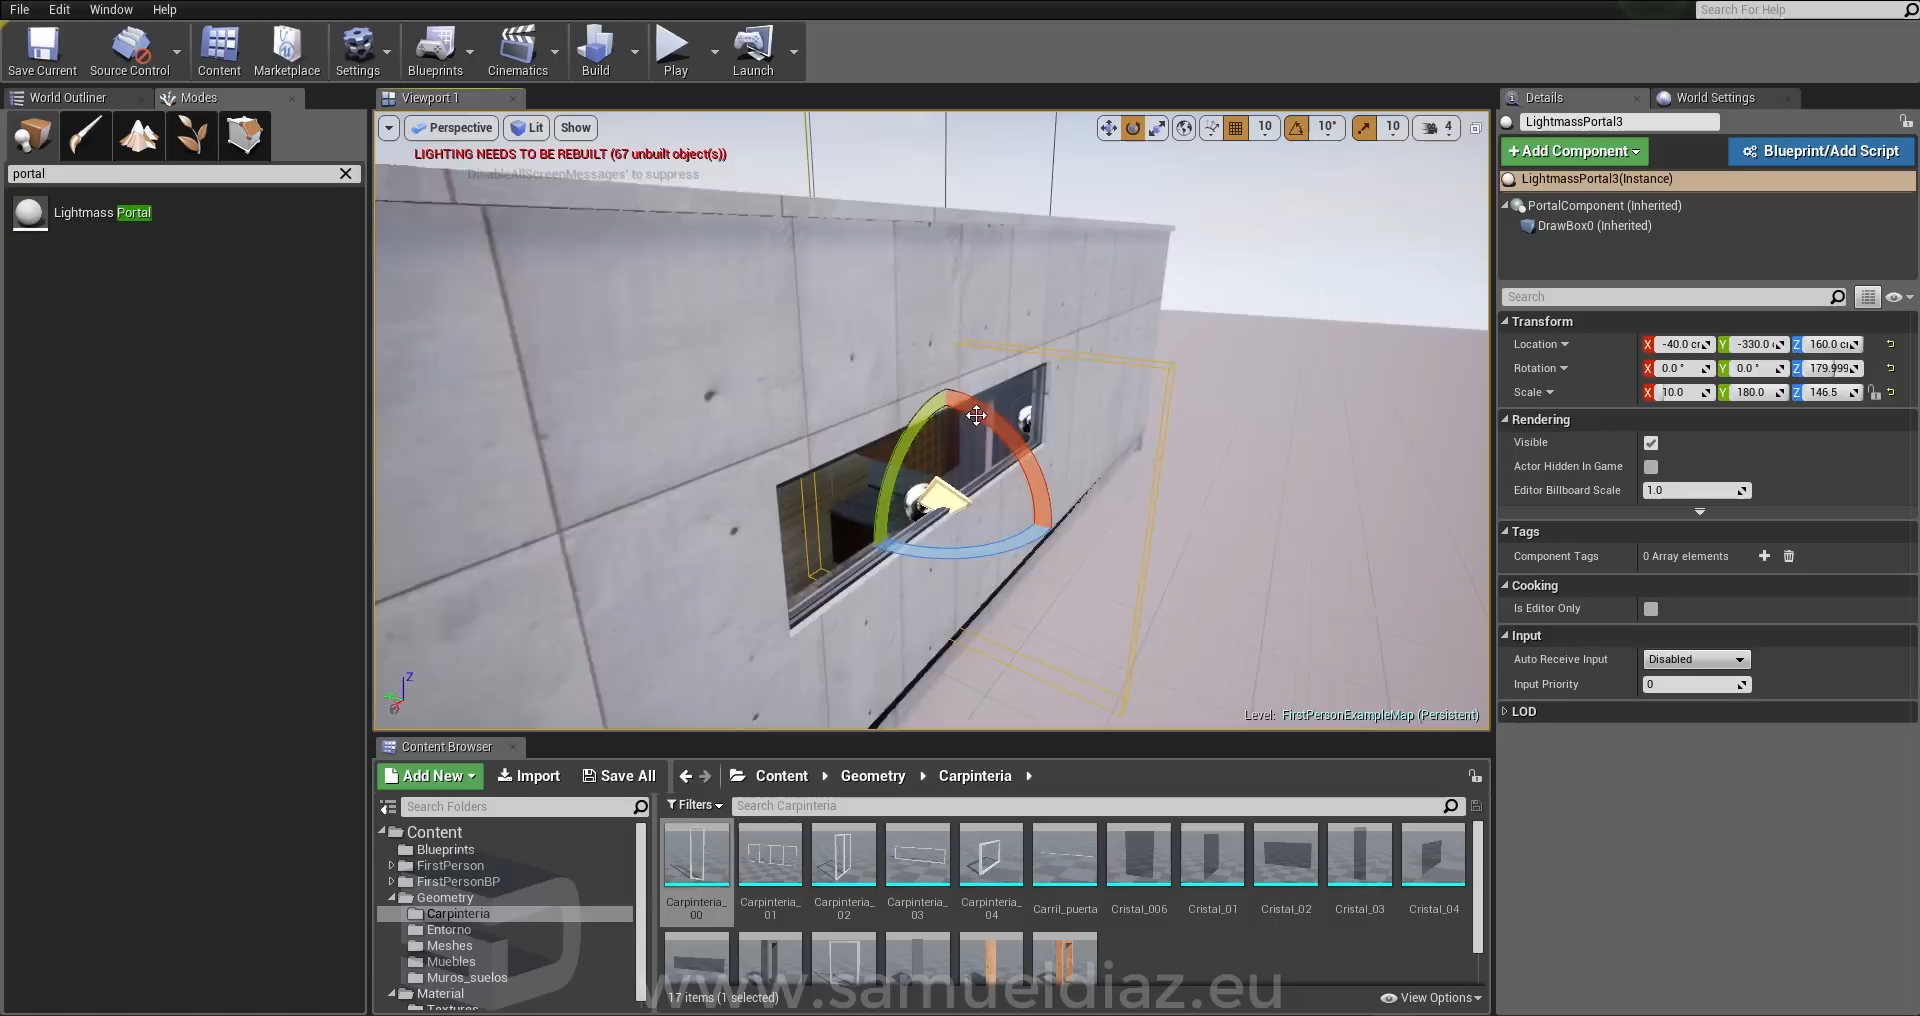 File Edit Window Help
Search For Help
Save Current Source Control Content Marketplace Settings Blueprints Cinematics Build Play Launch
World Outliner Modes
Viewport 1
Details World Settings
portal
Lightmass Portal
Perspective Lit Show
10 10° 10 4
LIGHTING NEEDS TO BE REBUILT (67 unbuilt object(s))
'DisableAllScreenMessages' to suppress
Z
Level: FirstPersonExampleMap (Persistent)
LightmassPortal3
+Add Component Blueprint/Add Script
LightmassPortal3(Instance)
PortalComponent (Inherited)
DrawBox0 (Inherited)
Search
Transform
Location X -40.0 cm Y -330.0 Z 160.0 cm
Rotation X 0.0 ° Y 0.0 ° Z 179.999
Scale X 10.0 Y 180.0 Z 146.5
Rendering
Visible
Actor Hidden In Game
Editor Billboard Scale 1.0
Tags
Component Tags 0 Array elements
Cooking
Is Editor Only
Input
Auto Receive Input Disabled
Input Priority 0
LOD
Content Browser
Add New Import Save All Content Geometry Carpinteria
Search Folders
Filters Search Carpinteria
Content
Blueprints
FirstPerson
FirstPersonBP
Geometry
Carpinteria
Entorno
Meshes
Muebles
Muros_suelos
Material
Textures
Carpinteria_00 Carpinteria_01 Carpinteria_02 Carpinteria_03 Carpinteria_04 Carril_puerta Cristal_006 Cristal_01 Cristal_02 Cristal_03 Cristal_04
17 items (1 selected) View Options
www.samueldiaz.eu